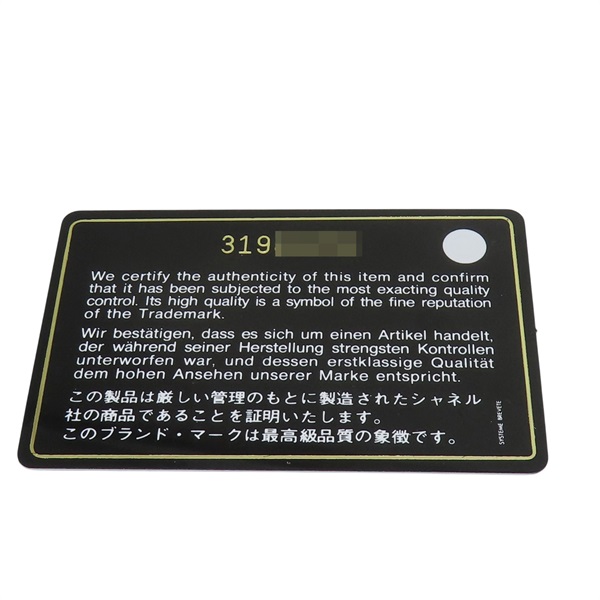 319
We certify the authenticity of this item and confirm
that it has been subjected to the most exacting quality
control. Its high quality is a symbol of the fine reputation
of the Trademark.
Wir bestätigen, dass es sich um einen Artikel handelt,
der während seiner Herstellung strengsten Kontrollen
unterworfen war, und dessen erstklassige Qualität
dem hohen Ansehen unserer Marke entspricht.
この製品は厳しい管理のもとに製造されたシャネル
社の商品であることを証明いたします。
このブランド・マークは最高級品質の象徴です。
SYSTEME BREVETE